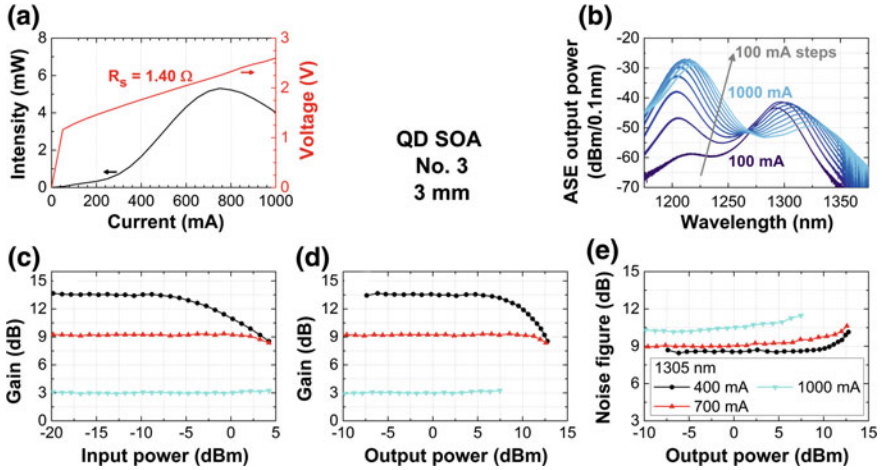 (a)
Intensity (mW)
8
6
4
2
0
Rs = 1.40 Ω
3
2
1
0
Voltage (V)
0 200 400 600 800 1000
Current (mA)
QD SOA
No. 3
3 mm
(b)
ASE output power
(dBm/0.1nm)
-20
-30
-40
-50
-60
-70
100 mA steps
1000 mA
100 mA
1200 1250 1300 1350
Wavelength (nm)
(c)
Gain (dB)
15
12
9
6
3
0
-20 -15 -10 -5 0 5
Input power (dBm)
(d)
Gain (dB)
15
12
9
6
3
0
-10 -5 0 5 10 15
Output power (dBm)
(e)
Noise figure (dB)
15
12
9
6
3
1305 nm
400 mA 1000 mA
700 mA
-10 -5 0 5 10 15
Output power (dBm)